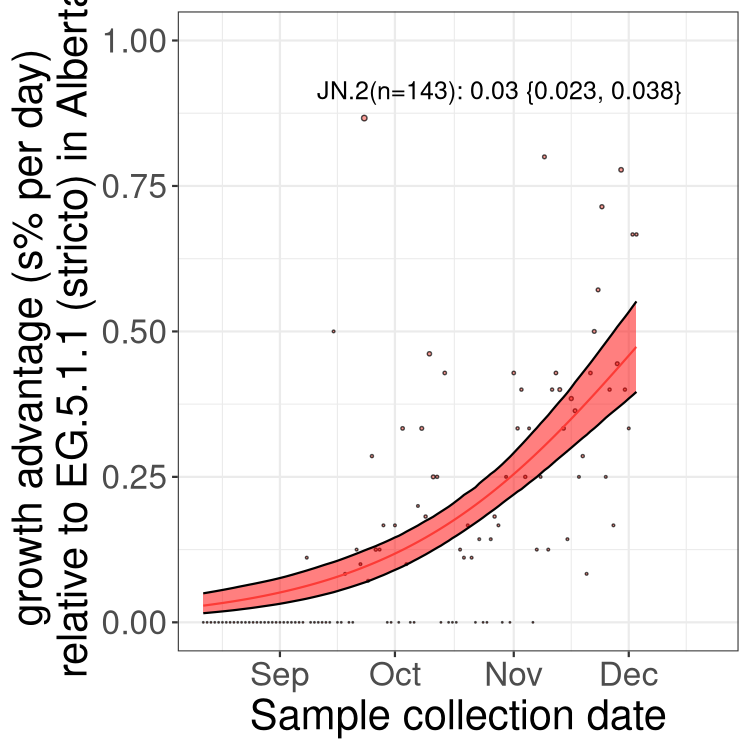 growth advantage (s% per day)
relative to EG.5.1.1 (stricto) in Alberta
1.00
0.75
0.50
0.25
0.00
JN.2(n=143): 0.03 {0.023, 0.038}
Sep Oct Nov Dec
Sample collection date